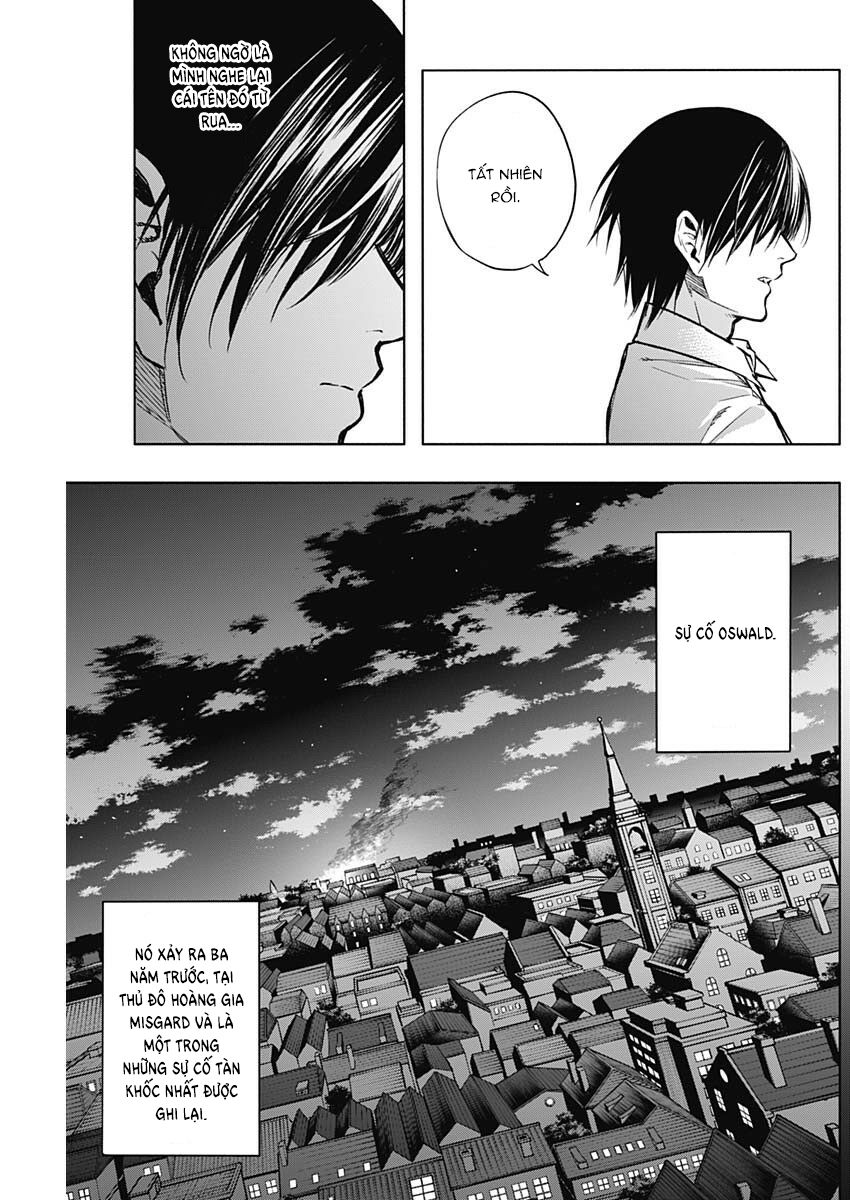 TẤT NHIÊN
RỒI.
KHÔNG NGỜ LÀ
MÌNH NGHE LẠI
CÁI TÊN ĐÓ TỪ
RUA...
SỰ CỐ OSWALD.
NÓ XẢY RA BA
NĂM TRƯỚC, TẠI
THỦ ĐÔ HOÀNG GIA
MISGARD VÀ LÀ
MỘT TRONG
NHỮNG SỰ CỐ TÀN
KHỐC NHẤT ĐƯỢC
GHI LẠI.